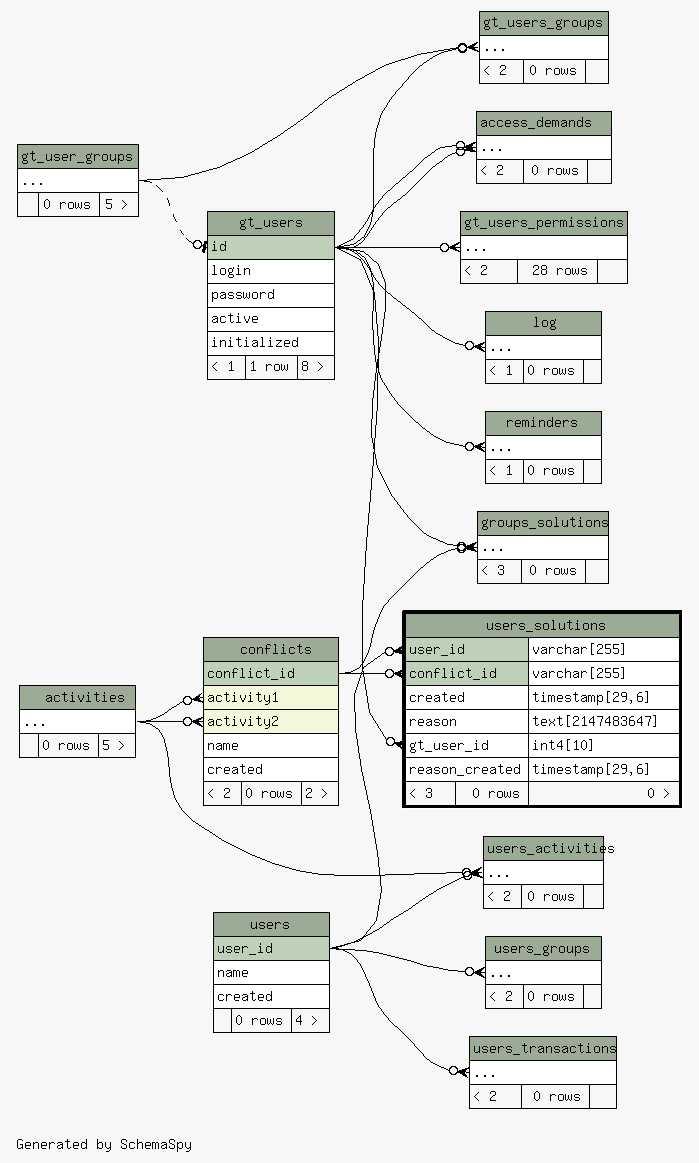 gt_users_groups
...
< 2 0 rows
access_demands
...
< 2 0 rows
gt_user_groups
...
0 rows 5 >
gt_users
id
login
password
active
initialized
< 1 1 row 8 >
gt_users_permissions
...
< 2 28 rows
log
...
< 1 0 rows
reminders
...
< 1 0 rows
groups_solutions
...
< 3 0 rows
users_solutions
user_id varchar[255]
conflict_id varchar[255]
created timestamp[29,6]
reason text[2147483647]
gt_user_id int4[10]
reason_created timestamp[29,6]
< 3 0 rows 0 >
conflicts
conflict_id
activity1
activity2
name
created
< 2 0 rows 2 >
activities
...
0 rows 5 >
users_activities
...
< 2 0 rows
users
user_id
name
created
0 rows 4 >
users_groups
...
< 2 0 rows
users_transactions
...
< 2 0 rows
Generated by SchemaSpy